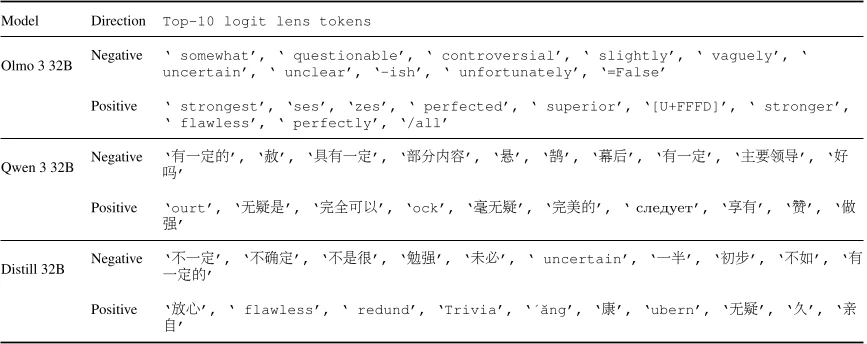 Model Direction Top-10 logit lens tokens
Olmo 3 32B Negative ‘ somewhat’, ‘ questionable’, ‘ controversial’, ‘ slightly’, ‘ vaguely’, ‘
uncertain’, ‘ unclear’, ‘-ish’, ‘ unfortunately’, ‘=False’
Positive ‘ strongest’, ‘ses’, ‘zes’, ‘ perfected’, ‘ superior’, ‘[U+FFFD]’, ‘ stronger’,
‘ flawless’, ‘ perfectly’, ‘/all’
Qwen 3 32B Negative ‘有一定的’, ‘赦’, ‘具有一定’, ‘部分内容’, ‘悬’, ‘鹄’, ‘幕后’, ‘有一定’, ‘主要领导’, ‘好
吗’
Positive ‘ourt’, ‘无疑是’, ‘完全可以’, ‘ock’, ‘毫无疑’, ‘完美的’, ‘ следует’, ‘享有’, ‘赞’, ‘做
强’
Distill 32B Negative ‘不一定’, ‘不确定’, ‘不是很’, ‘勉强’, ‘未必’, ‘ uncertain’, ‘一半’, ‘初步’, ‘不如’, ‘有
一定的’
Positive ‘放心’, ‘ flawless’, ‘ redund’, ‘Trivia’, ‘´ăng’, ‘康’, ‘ubern’, ‘无疑’, ‘久’, ‘亲
自’